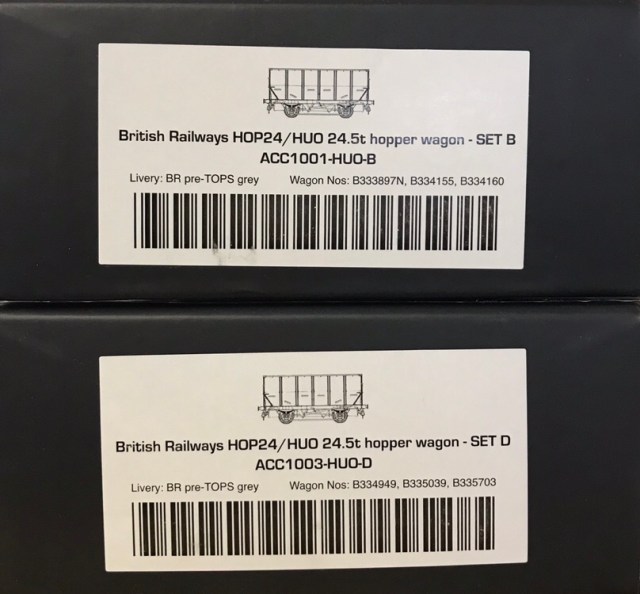 British Railways HOP24/HUO 24.5t hopper wagon - SET B
ACC1001-HUO-B
Livery: BR pre-TOPS grey Wagon Nos: B333897N, B334155, B334160
British Railways HOP24/HUO 24.5t hopper wagon - SET D
ACC1003-HUO-D
Livery: BR pre-TOPS grey Wagon Nos: B334949, B335039, B335703